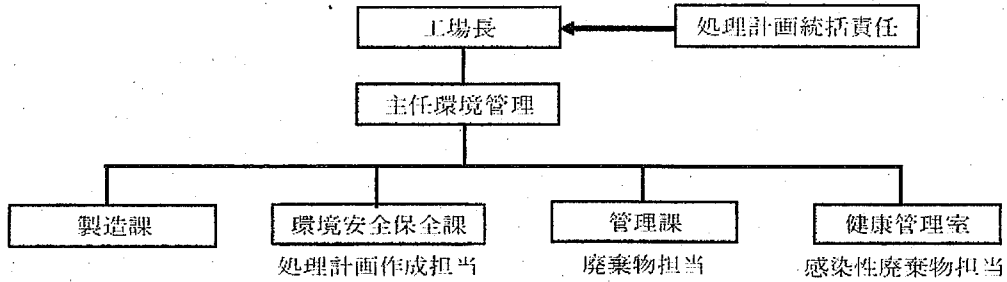 工場長
処理計画統括責任
主任環境管理
製造課
環境安全保全課
管理課
健康管理室
処理計画作成担当
廃棄物担当
感染性廃棄物担当